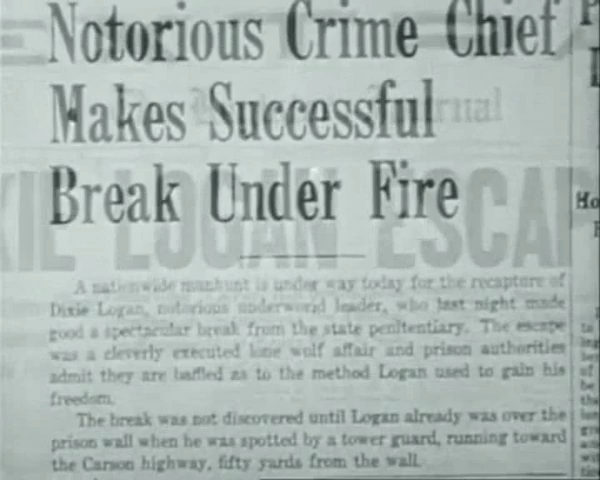 Notorious Crime Chief
Makes Successful
Break Under Fire
XIE LOGAN ESCAP
A nationwide manhunt is under way today for the recapture of
Dixie Logan, notorious underworld leader, who last night made
good a spectacular break from the state penitentiary. The escape
was a cleverly executed lone wolf affair and prison authorities
admit they are baffled as to the method Logan used to gain his
freedom.
The break was not discovered until Logan already was over the
prison wall when he was spotted by a tower guard, running toward
the Carson highway, fifty yards from the wall.
Ho